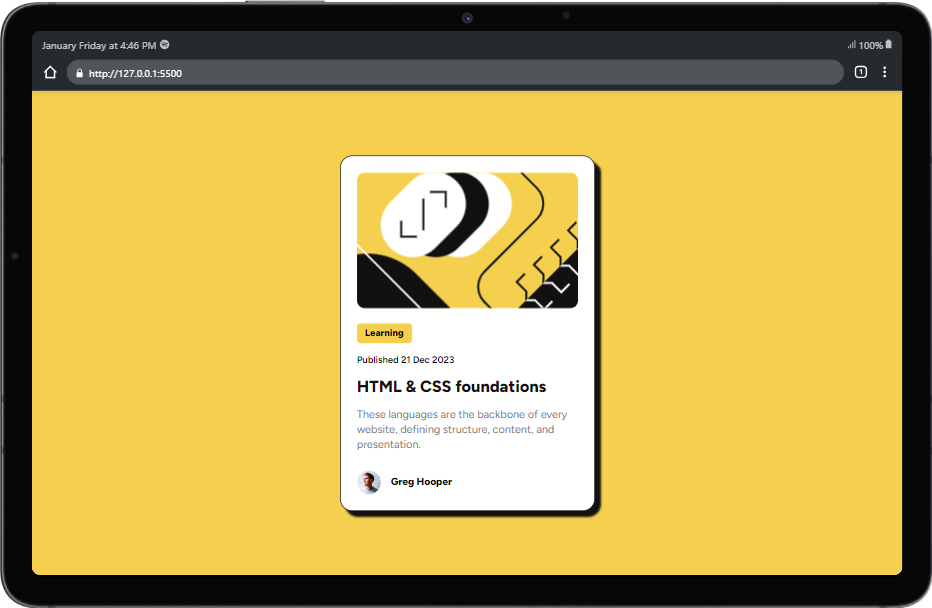 January Friday at 4:46 PM
100%
http://127.0.0.1:5500
1
Learning
Published 21 Dec 2023
HTML & CSS foundations
These languages are the backbone of every
website, defining structure, content, and
presentation.
Greg Hooper